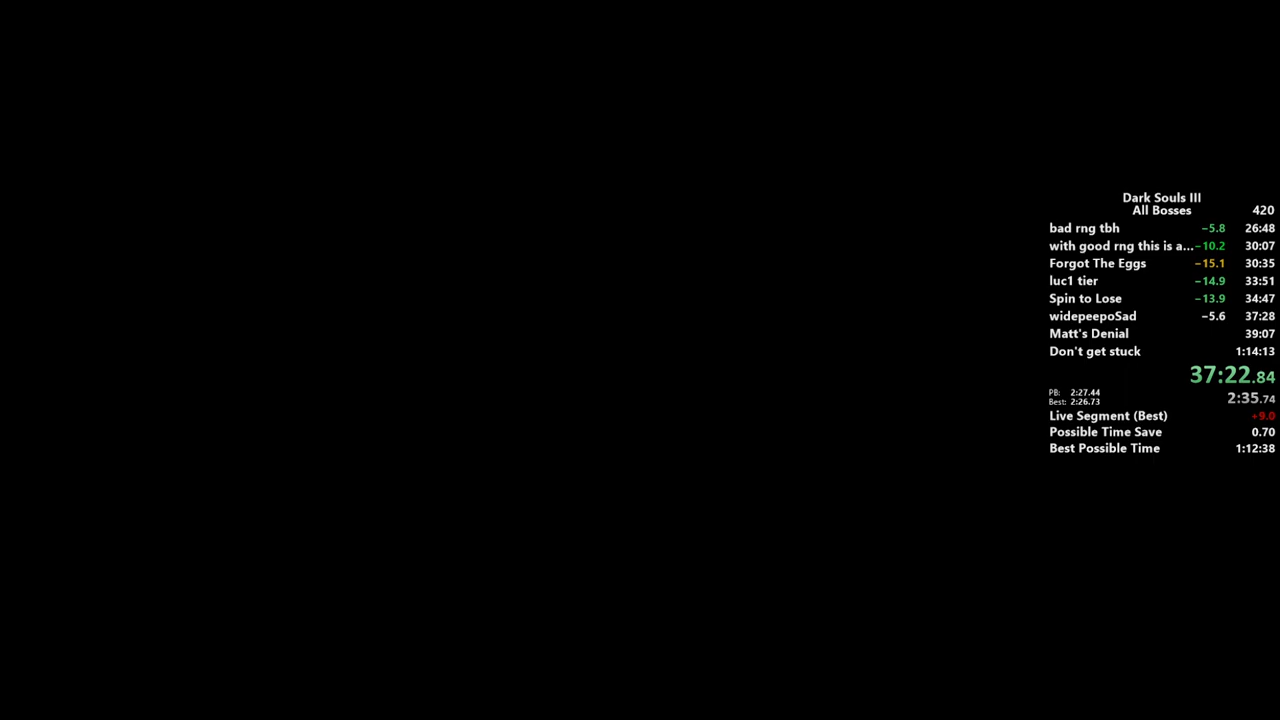 Dark Souls III
All Bosses 420
bad rng tbh −5.8 26:48
with good rng this is a... −10.2 30:07
Forgot The Eggs −15.1 30:35
luc1 tier −14.9 33:51
Spin to Lose −13.9 34:47
widepeepoSad −5.6 37:28
Matt's Denial 39:07
Don't get stuck 1:14:13
37:22.84
PB: 2:27.44
Best: 2:26.73 2:35.74
Live Segment (Best) +9.0
Possible Time Save 0.70
Best Possible Time 1:12:38